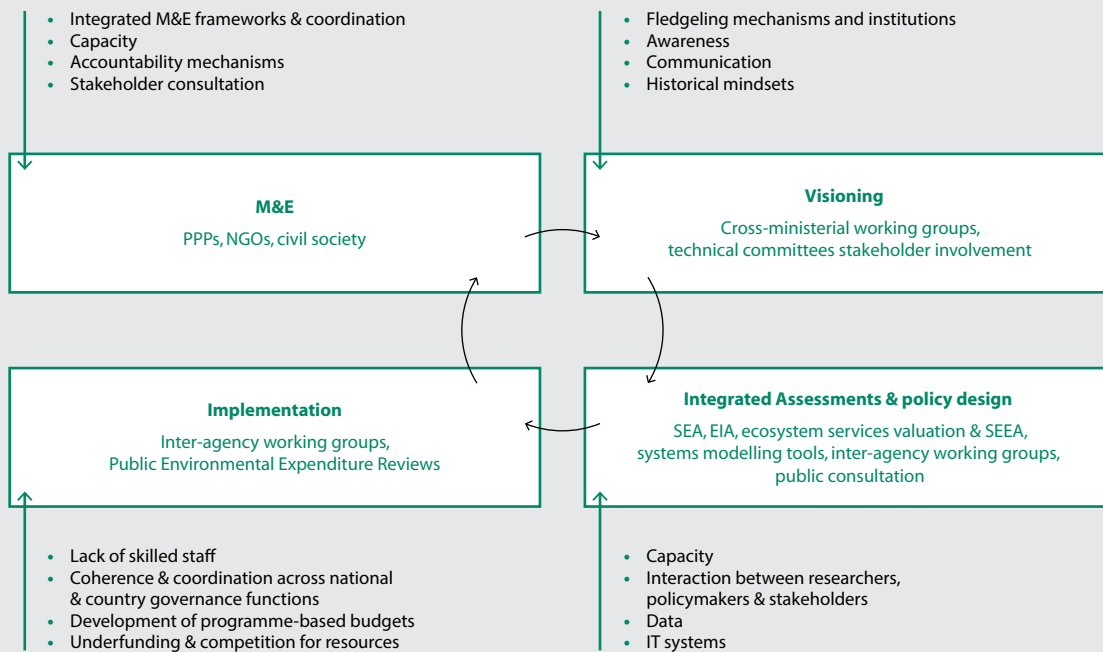 • Integrated M&E frameworks & coordination
• Capacity
• Accountability mechanisms
• Stakeholder consultation
• Fledgeling mechanisms and institutions
• Awareness
• Communication
• Historical mindsets
M&E
PPPs, NGOs, civil society
Visioning
Cross-ministerial working groups,
technical committees stakeholder involvement
Implementation
Inter-agency working groups,
Public Environmental Expenditure Reviews
Integrated Assessments & policy design
SEA, EIA, ecosystem services valuation & SEEA,
systems modelling tools, inter-agency working groups,
public consultation
• Lack of skilled staff
• Coherence & coordination across national
& country governance functions
• Development of programme-based budgets
• Underfunding & competition for resources
• Capacity
• Interaction between researchers,
policymakers & stakeholders
• Data
• IT systems